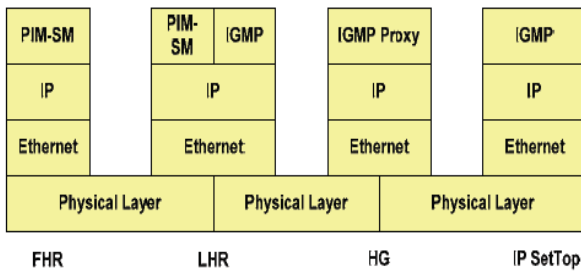 PIM-SM PIM-SM IGMP IGMP Proxy IGMP
IP IP IP IP
Ethernet Ethernet Ethernet Ethernet
Physical Layer Physical Layer Physical Layer
FHR LHR HG IP SetTop